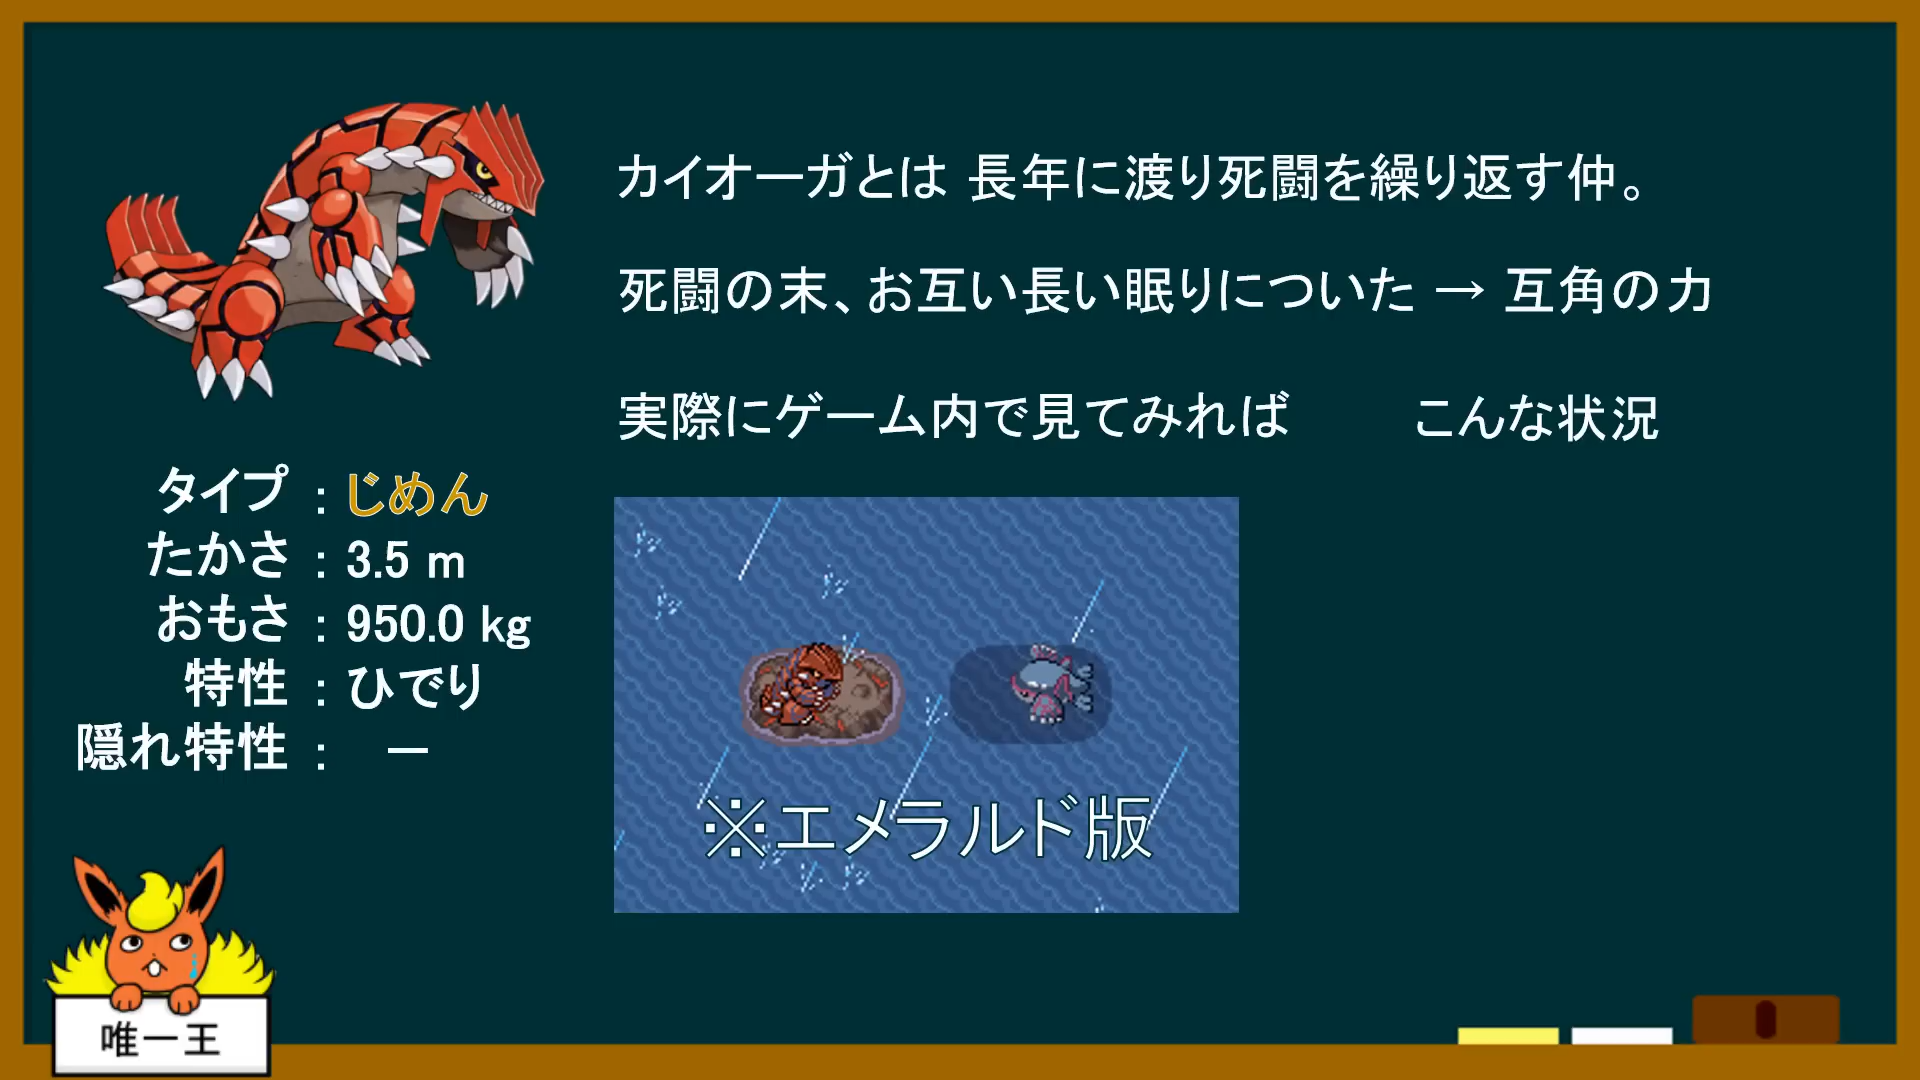 カイオーガとは 長年に渡り死闘を繰り返す仲。
死闘の末、お互い長い眠りについた → 互角の力
実際にゲーム内で見てみれば こんな状況
タイプ : じめん
たかさ : 3.5 m
おもさ : 950.0 kg
特性 : ひでり
隠れ特性 : ー
※エメラルド版
唯一王